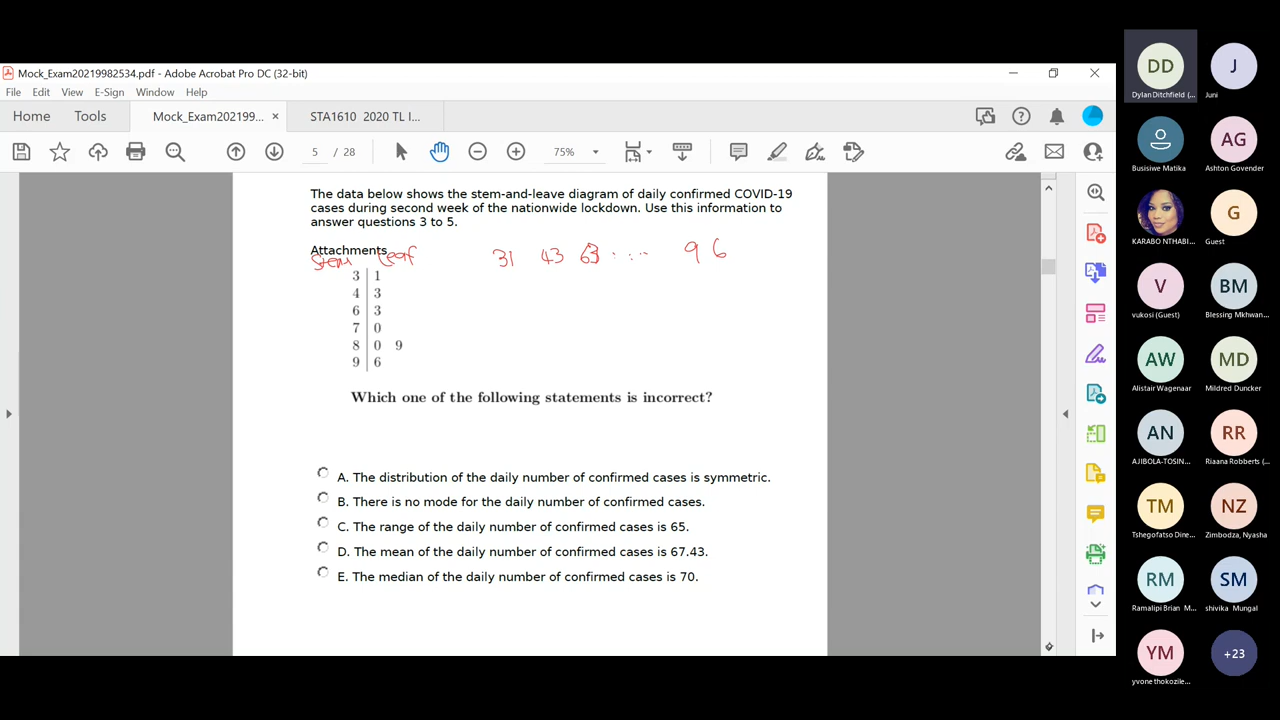 Mock_Exam20219982534.pdf - Adobe Acrobat Pro DC (32-bit)
File Edit View E-Sign Window Help
Home Tools Mock_Exam202199... × STA1610 2020 TL I...
5 / 28 75%
The data below shows the stem-and-leave diagram of daily confirmed COVID-19
cases during second week of the nationwide lockdown. Use this information to
answer questions 3 to 5.
Attachments
Stem Leaf 31 43 63 ..... 96
3 | 1
4 | 3
6 | 3
7 | 0
8 | 0 9
9 | 6
Which one of the following statements is incorrect?
A. The distribution of the daily number of confirmed cases is symmetric.
B. There is no mode for the daily number of confirmed cases.
C. The range of the daily number of confirmed cases is 65.
D. The mean of the daily number of confirmed cases is 67.43.
E. The median of the daily number of confirmed cases is 70.
DD J
Dylan Ditchfield (... Juni
AG
Busisiwe Matika Ashton Govender
G
KARABO NTHABI... Guest
V BM
vukosi (Guest) Blessing Mkhwan...
AW MD
Alistair Wagenaar Mildred Duncker
AN RR
AJIBOLA-TOSIN... Riaana Robberts (...
TM NZ
Tshegofatso Dire... Zimbodza, Nyasha
RM SM
Ramalipi Brian M... shivika Mungal
YM +23
yvone thokozile...